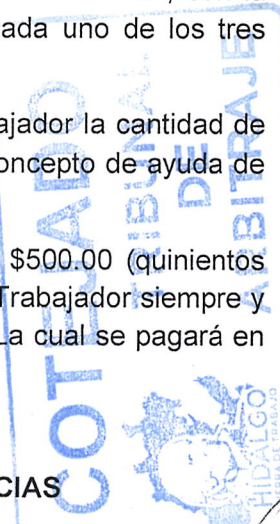 ada uno de los tres
ajador la cantidad de
oncepto de ayuda de
$500.00 (quinientos
Trabajador siempre y
La cual se pagará en
CIAS
COTEJADO
TRIBUNAL
DE
ARBITRAJE
HIDALGO